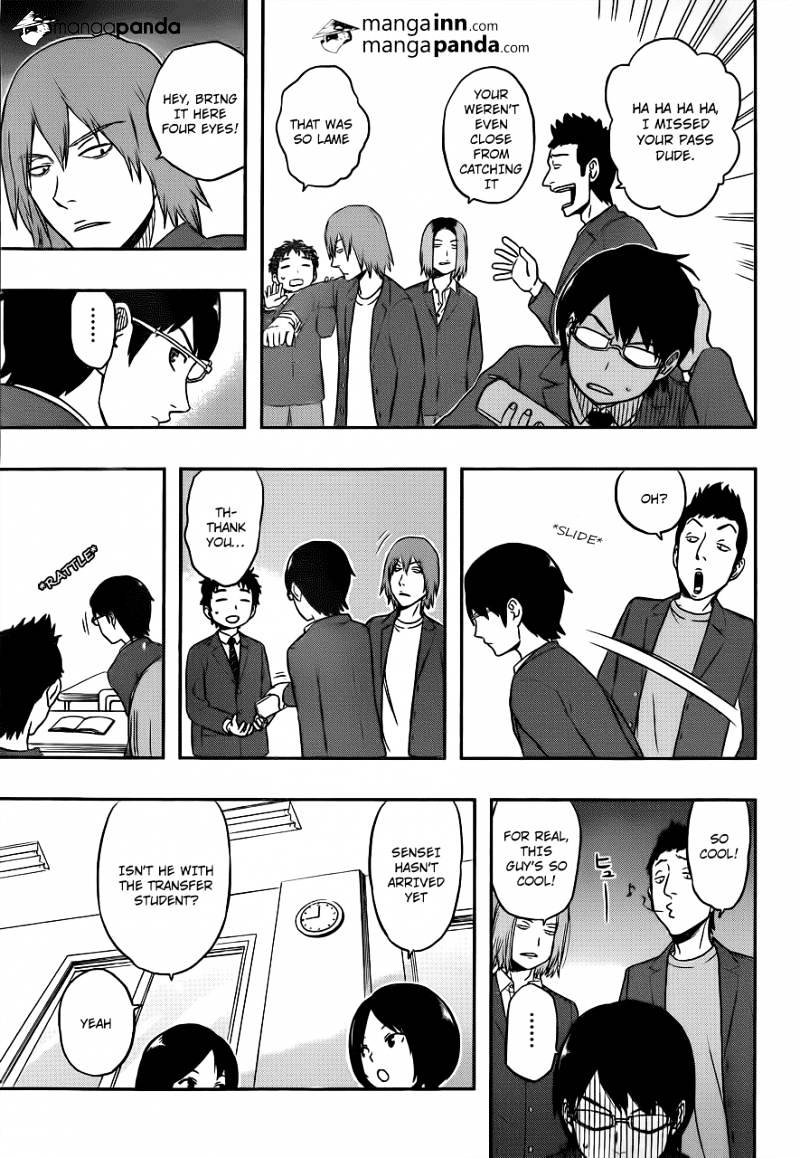 mangapanda
mangainn.com
mangapanda.com
HA HA HA HA,
I MISSED
YOUR PASS
DUDE.
YOUR
WEREN'T
EVEN
CLOSE
FROM
CATCHING
IT
THAT WAS
SO LAME
HEY, BRING
IT HERE
FOUR EYES!
........
OH?
*SLIDE*
TH-
THANK
YOU...
*RATTLE*
SO
COOL!
FOR REAL,
THIS
GUY'S SO
COOL!
ヒュー
........
SENSEI
HASN'T
ARRIVED
YET
ISN'T HE WITH
THE TRANSFER
STUDENT?
YEAH